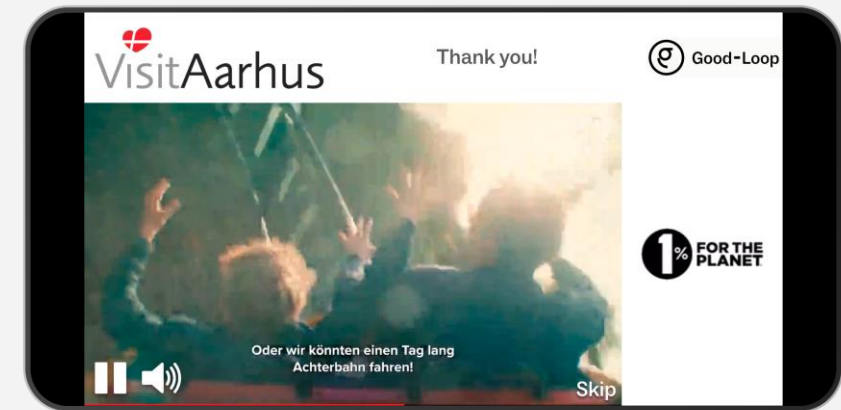 VisitAarhus
Thank you!
Good-Loop
1% FOR THE
PLANET
Oder wir könnten einen Tag lang
Achterbahn fahren!
Skip